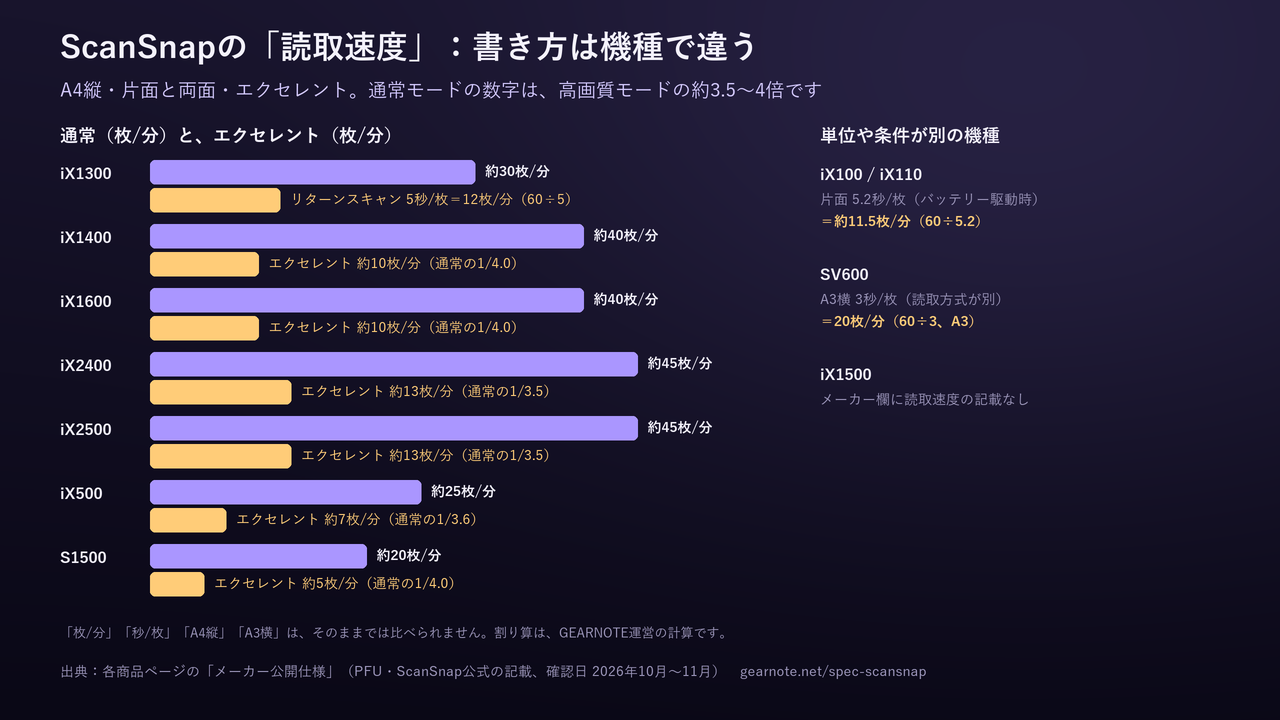 ScanSnapの「読取速度」：書き方は機種で違う
A4縦・片面と両面・エクセレント。通常モードの数字は、高画質モードの約3.5〜4倍です
通常（枚/分）と、エクセレント（枚/分）
iX1300
約30枚/分
リターンスキャン 5秒/枚＝12枚/分（60÷5）
iX1400
約40枚/分
エクセレント 約10枚/分（通常の1/4.0）
iX1600
約40枚/分
エクセレント 約10枚/分（通常の1/4.0）
iX2400
約45枚/分
エクセレント 約13枚/分（通常の1/3.5）
iX2500
約45枚/分
エクセレント 約13枚/分（通常の1/3.5）
iX500
約25枚/分
エクセレント 約7枚/分（通常の1/3.6）
S1500
約20枚/分
エクセレント 約5枚/分（通常の1/4.0）
単位や条件が別の機種
iX100 / iX110
片面 5.2秒/枚（バッテリー駆動時）
＝約11.5枚/分（60÷5.2）
SV600
A3横 3秒/枚（読取方式が別）
＝20枚/分（60÷3、A3）
iX1500
メーカー欄に読取速度の記載なし
「枚/分」「秒/枚」「A4縦」「A3横」は、そのままでは比べられません。割り算は、GEARNOTE運営の計算です。
出典：各商品ページの「メーカー公開仕様」（PFU・ScanSnap公式の記載、確認日 2026年10月〜11月） gearnote.net/spec-scansnap